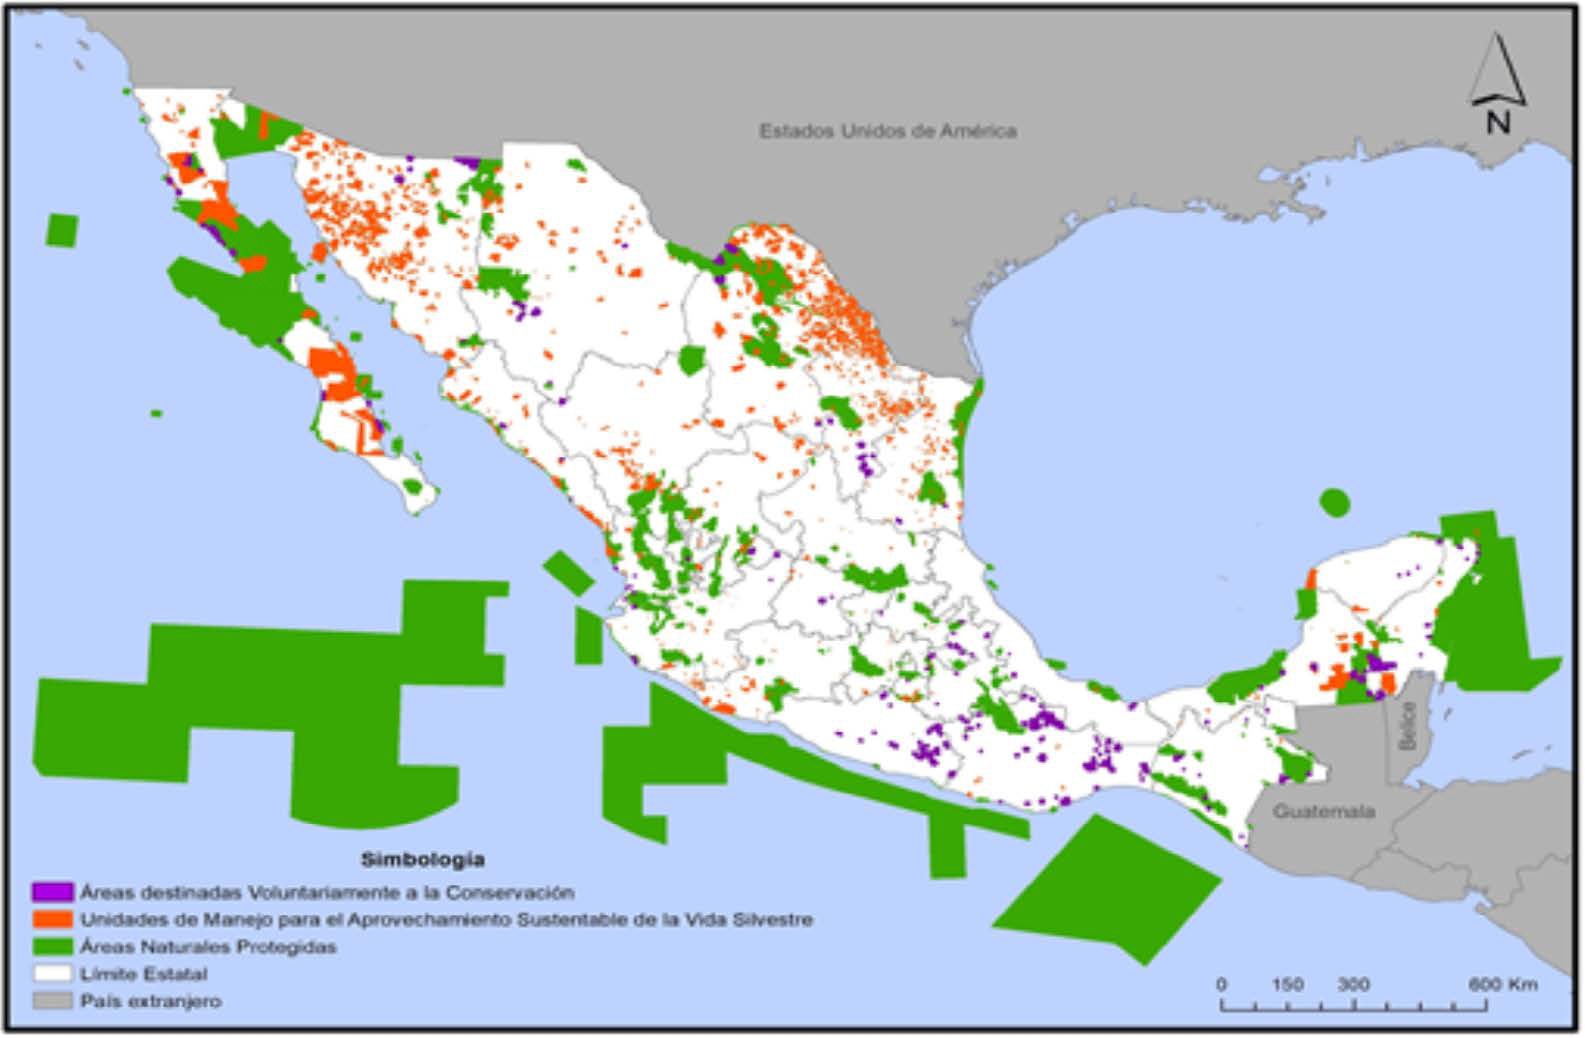 N
Estados Unidos de América
Belice
Guatemala
Simbología
Áreas destinadas Voluntariamente a la Conservación
Unidades de Manejo para el Aprovechamiento Sustentable de la Vida Silvestre
Áreas Naturales Protegidas
Límite Estatal
País extranjero
0 150 300 600 Km